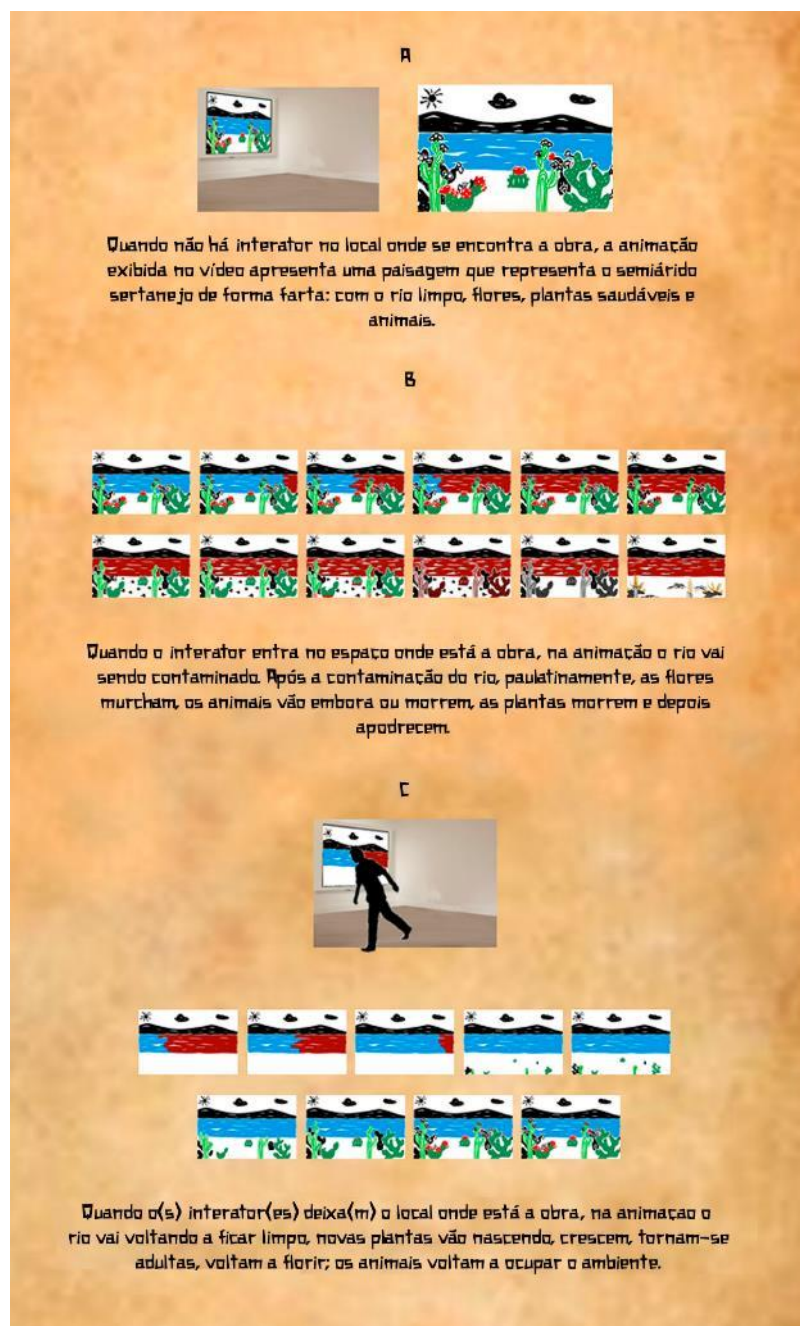 A
Quando não há interator no local onde se encontra a obra, a animação
exibida no vídeo apresenta uma paisagem que representa o semiárido
sertanejo de forma farta: com o rio limpo, flores, plantas saudáveis e
animais.
B
Quando o interator entra no espaço onde está a obra, na animação o rio vai
sendo contaminado. Após a contaminação do rio, paulatinamente, as flores
murcham, os animais vão embora ou morrem, as plantas morrem e depois
apodrecem.
C
Quando o(s) interator(es) deixa(m) o local onde está a obra, na animaçao o
rio vai voltando a ficar limpo, novas plantas vão nascendo, crescem, tornam-se
adultas, voltam a florir; os animais voltam a ocupar o ambiente.